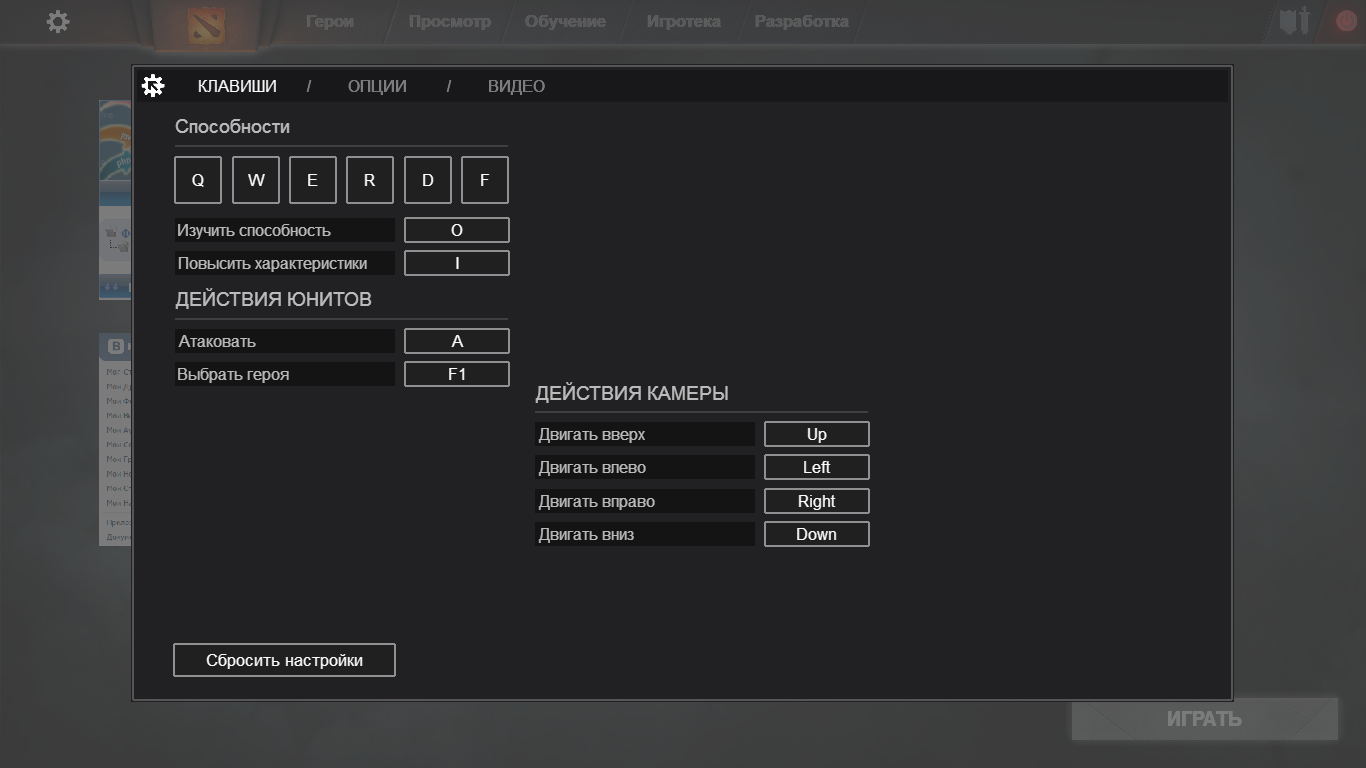 Герои Просмотр Обучение Игротека Разработка
КЛАВИШИ / ОПЦИИ / ВИДЕО
Способности
Q W E R D F
Изучить способность O
Повысить характеристики I
ДЕЙСТВИЯ ЮНИТОВ
Атаковать A
Выбрать героя F1
ДЕЙСТВИЯ КАМЕРЫ
Двигать вверх Up
Двигать влево Left
Двигать вправо Right
Двигать вниз Down
Сбросить настройки
ИГРАТЬ